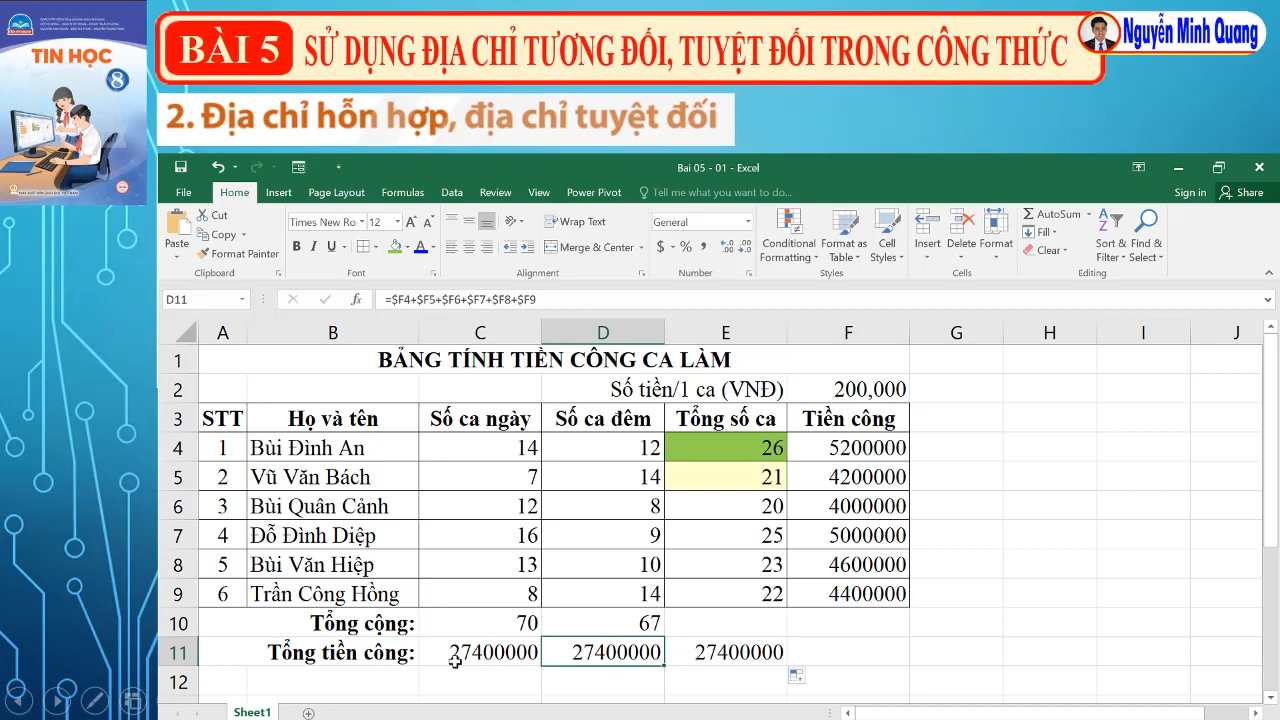 TIN HỌC
8
BÀI 5
SỬ DỤNG ĐỊA CHỈ TƯƠNG ĐỐI, TUYỆT ĐỐI TRONG CÔNG THỨC
Nguyễn Minh Quang
2. Địa chỉ hỗn hợp, địa chỉ tuyệt đối
Bai 05 - 01 - Excel
File Home Insert Page Layout Formulas Data Review View Power Pivot Tell me what you want to do... Sign in Share
Paste Cut Copy Format Painter
Times New Ro 12
B I U
Wrap Text
Merge & Center
General
$ % ,
Conditional Formatting Format as Table Cell Styles
Insert Delete Format
AutoSum Fill Clear
Sort & Filter Find & Select
Clipboard Font Alignment Number Styles Cells Editing
D11 fx =$F4+$F5+$F6+$F7+$F8+$F9
A B C D E F G H I J
1 BẢNG TÍNH TIỀN CÔNG CA LÀM
2 Số tiền/1 ca (VNĐ) 200,000
3 STT Họ và tên Số ca ngày Số ca đêm Tổng số ca Tiền công
4 1 Bùi Đình An 14 12 26 5200000
5 2 Vũ Văn Bách 7 14 21 4200000
6 3 Bùi Quân Cảnh 12 8 20 4000000
7 4 Đỗ Đình Diệp 16 9 25 5000000
8 5 Bùi Văn Hiệp 13 10 23 4600000
9 6 Trần Công Hồng 8 14 22 4400000
10 Tổng cộng: 70 67
11 Tổng tiền công: 27400000 27400000 27400000
12
Sheet1